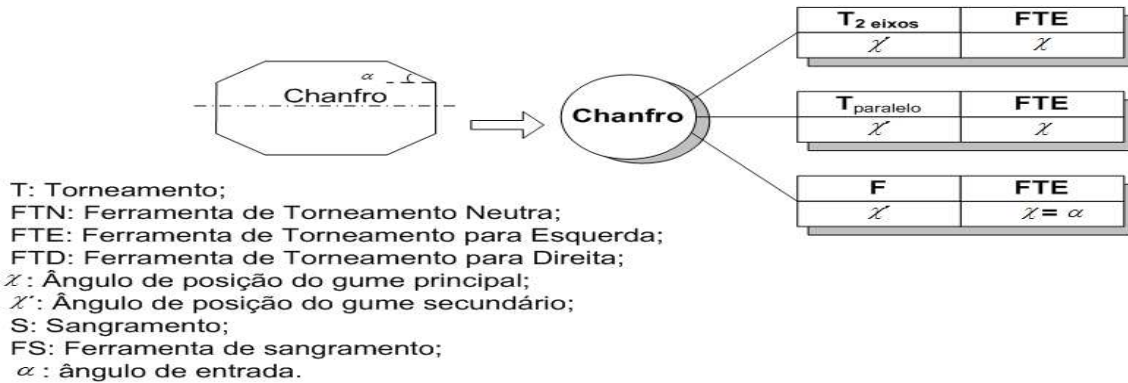 T2 eixos FTE
χ´ χ
α
Chanfro
Chanfro
Tparalelo FTE
χ´ χ
F FTE
χ´ χ = α
T: Torneamento;
FTN: Ferramenta de Torneamento Neutra;
FTE: Ferramenta de Torneamento para Esquerda;
FTD: Ferramenta de Torneamento para Direita;
χ : Ângulo de posição do gume principal;
χ´: Ângulo de posição do gume secundário;
S: Sangramento;
FS: Ferramenta de sangramento;
α : ângulo de entrada.